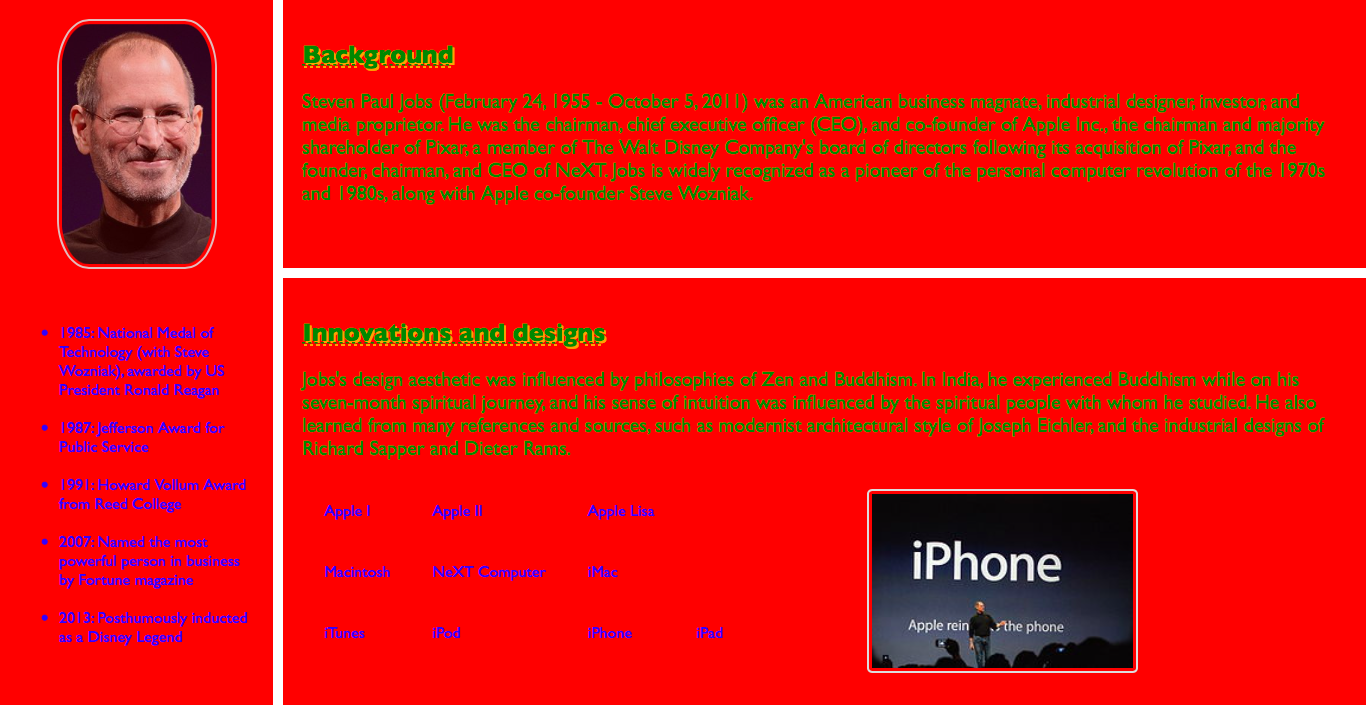 1985: National Medal of
Technology (with Steve
Wozniak), awarded by US
President Ronald Reagan
1987: Jefferson Award for
Public Service
1991: Howard Vollum Award
from Reed College
2007: Named the most
powerful person in business
by Fortune magazine
2013: Posthumously inducted
as a Disney Legend
Background
Steven Paul Jobs (February 24, 1955 - October 5, 2011) was an American business magnate, industrial designer, investor, and
media proprietor. He was the chairman, chief executive officer (CEO), and co-founder of Apple Inc., the chairman and majority
shareholder of Pixar, a member of The Walt Disney Company's board of directors following its acquisition of Pixar, and the
founder, chairman, and CEO of NeXT. Jobs is widely recognized as a pioneer of the personal computer revolution of the 1970s
and 1980s, along with Apple co-founder Steve Wozniak.
Innovations and designs
Jobs's design aesthetic was influenced by philosophies of Zen and Buddhism. In India, he experienced Buddhism while on his
seven-month spiritual journey, and his sense of intuition was influenced by the spiritual people with whom he studied. He also
learned from many references and sources, such as modernist architectural style of Joseph Eichler, and the industrial designs of
Richard Sapper and Dieter Rams.
Apple I Apple II Apple Lisa
Macintosh NeXT Computer iMac
iTunes iPod iPhone iPad
iPhone
Apple rein the phone